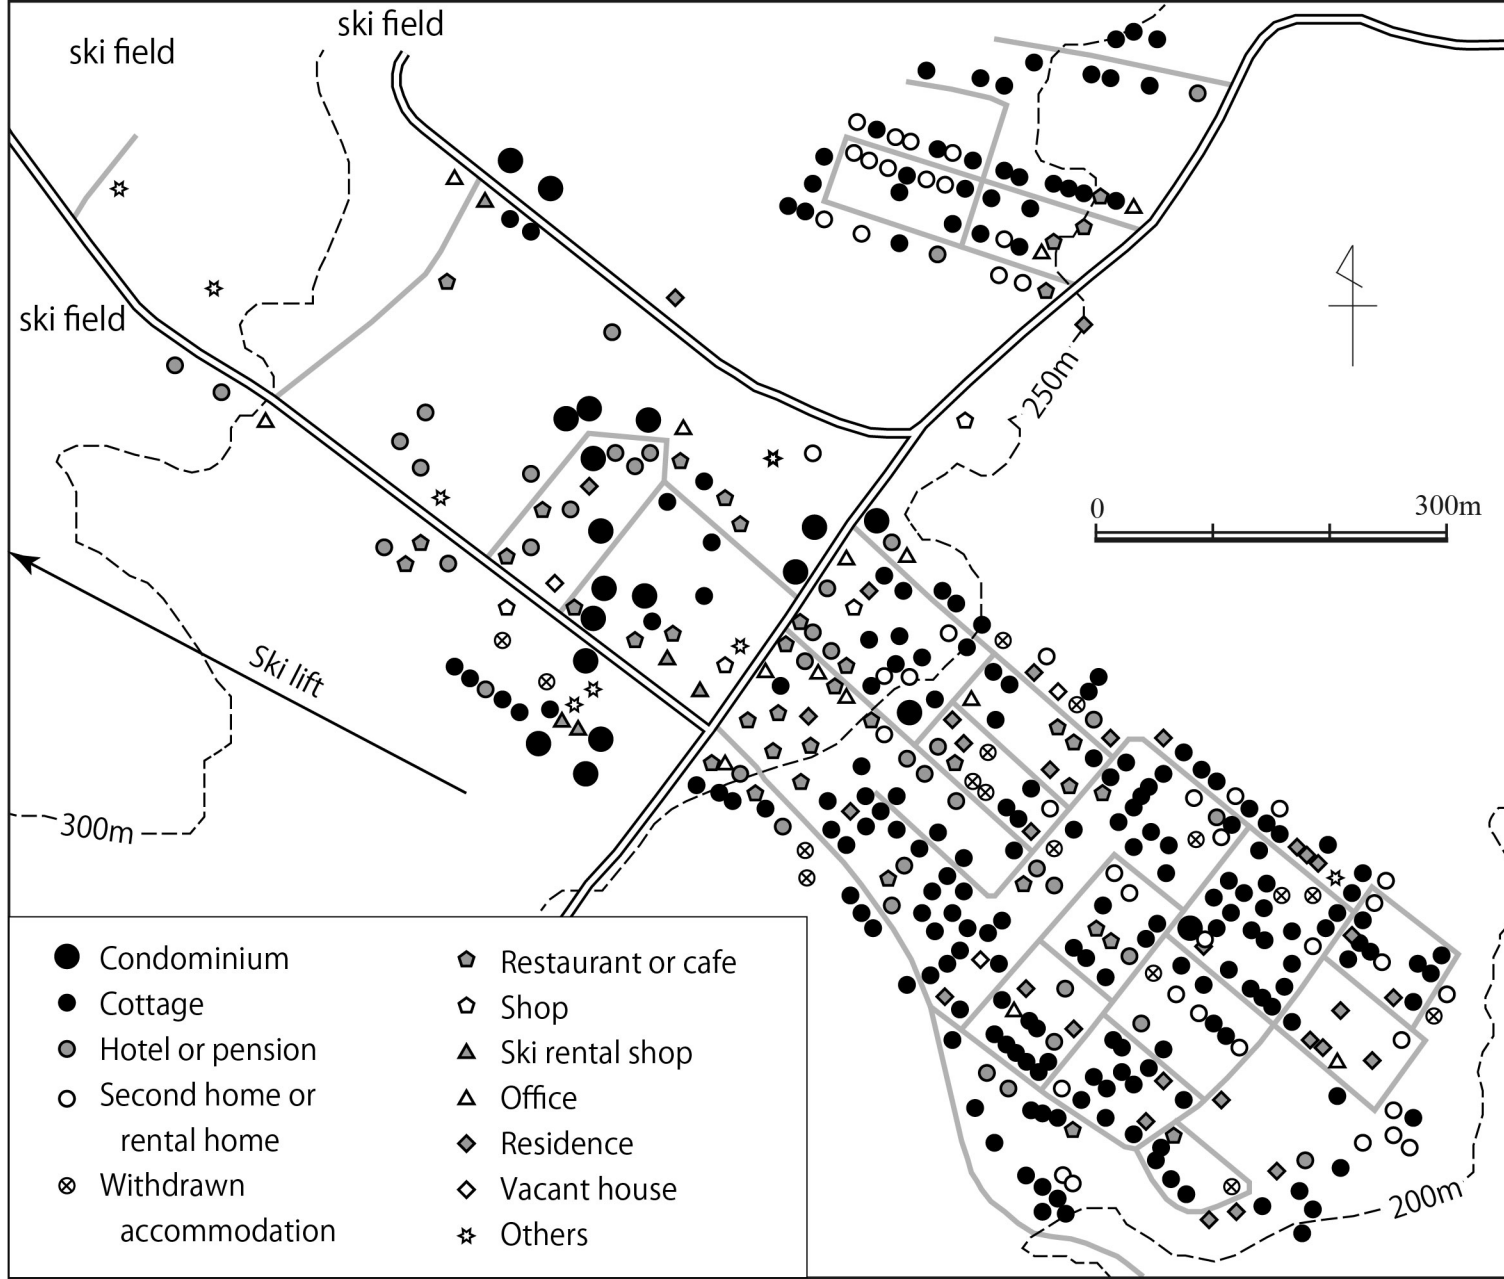 ski field
ski field
ski field
250m
0 300m
Ski lift
300m
200m
Condominium
Cottage
Hotel or pension
Second home or
rental home
Withdrawn
accommodation
Restaurant or cafe
Shop
Ski rental shop
Office
Residence
Vacant house
Others